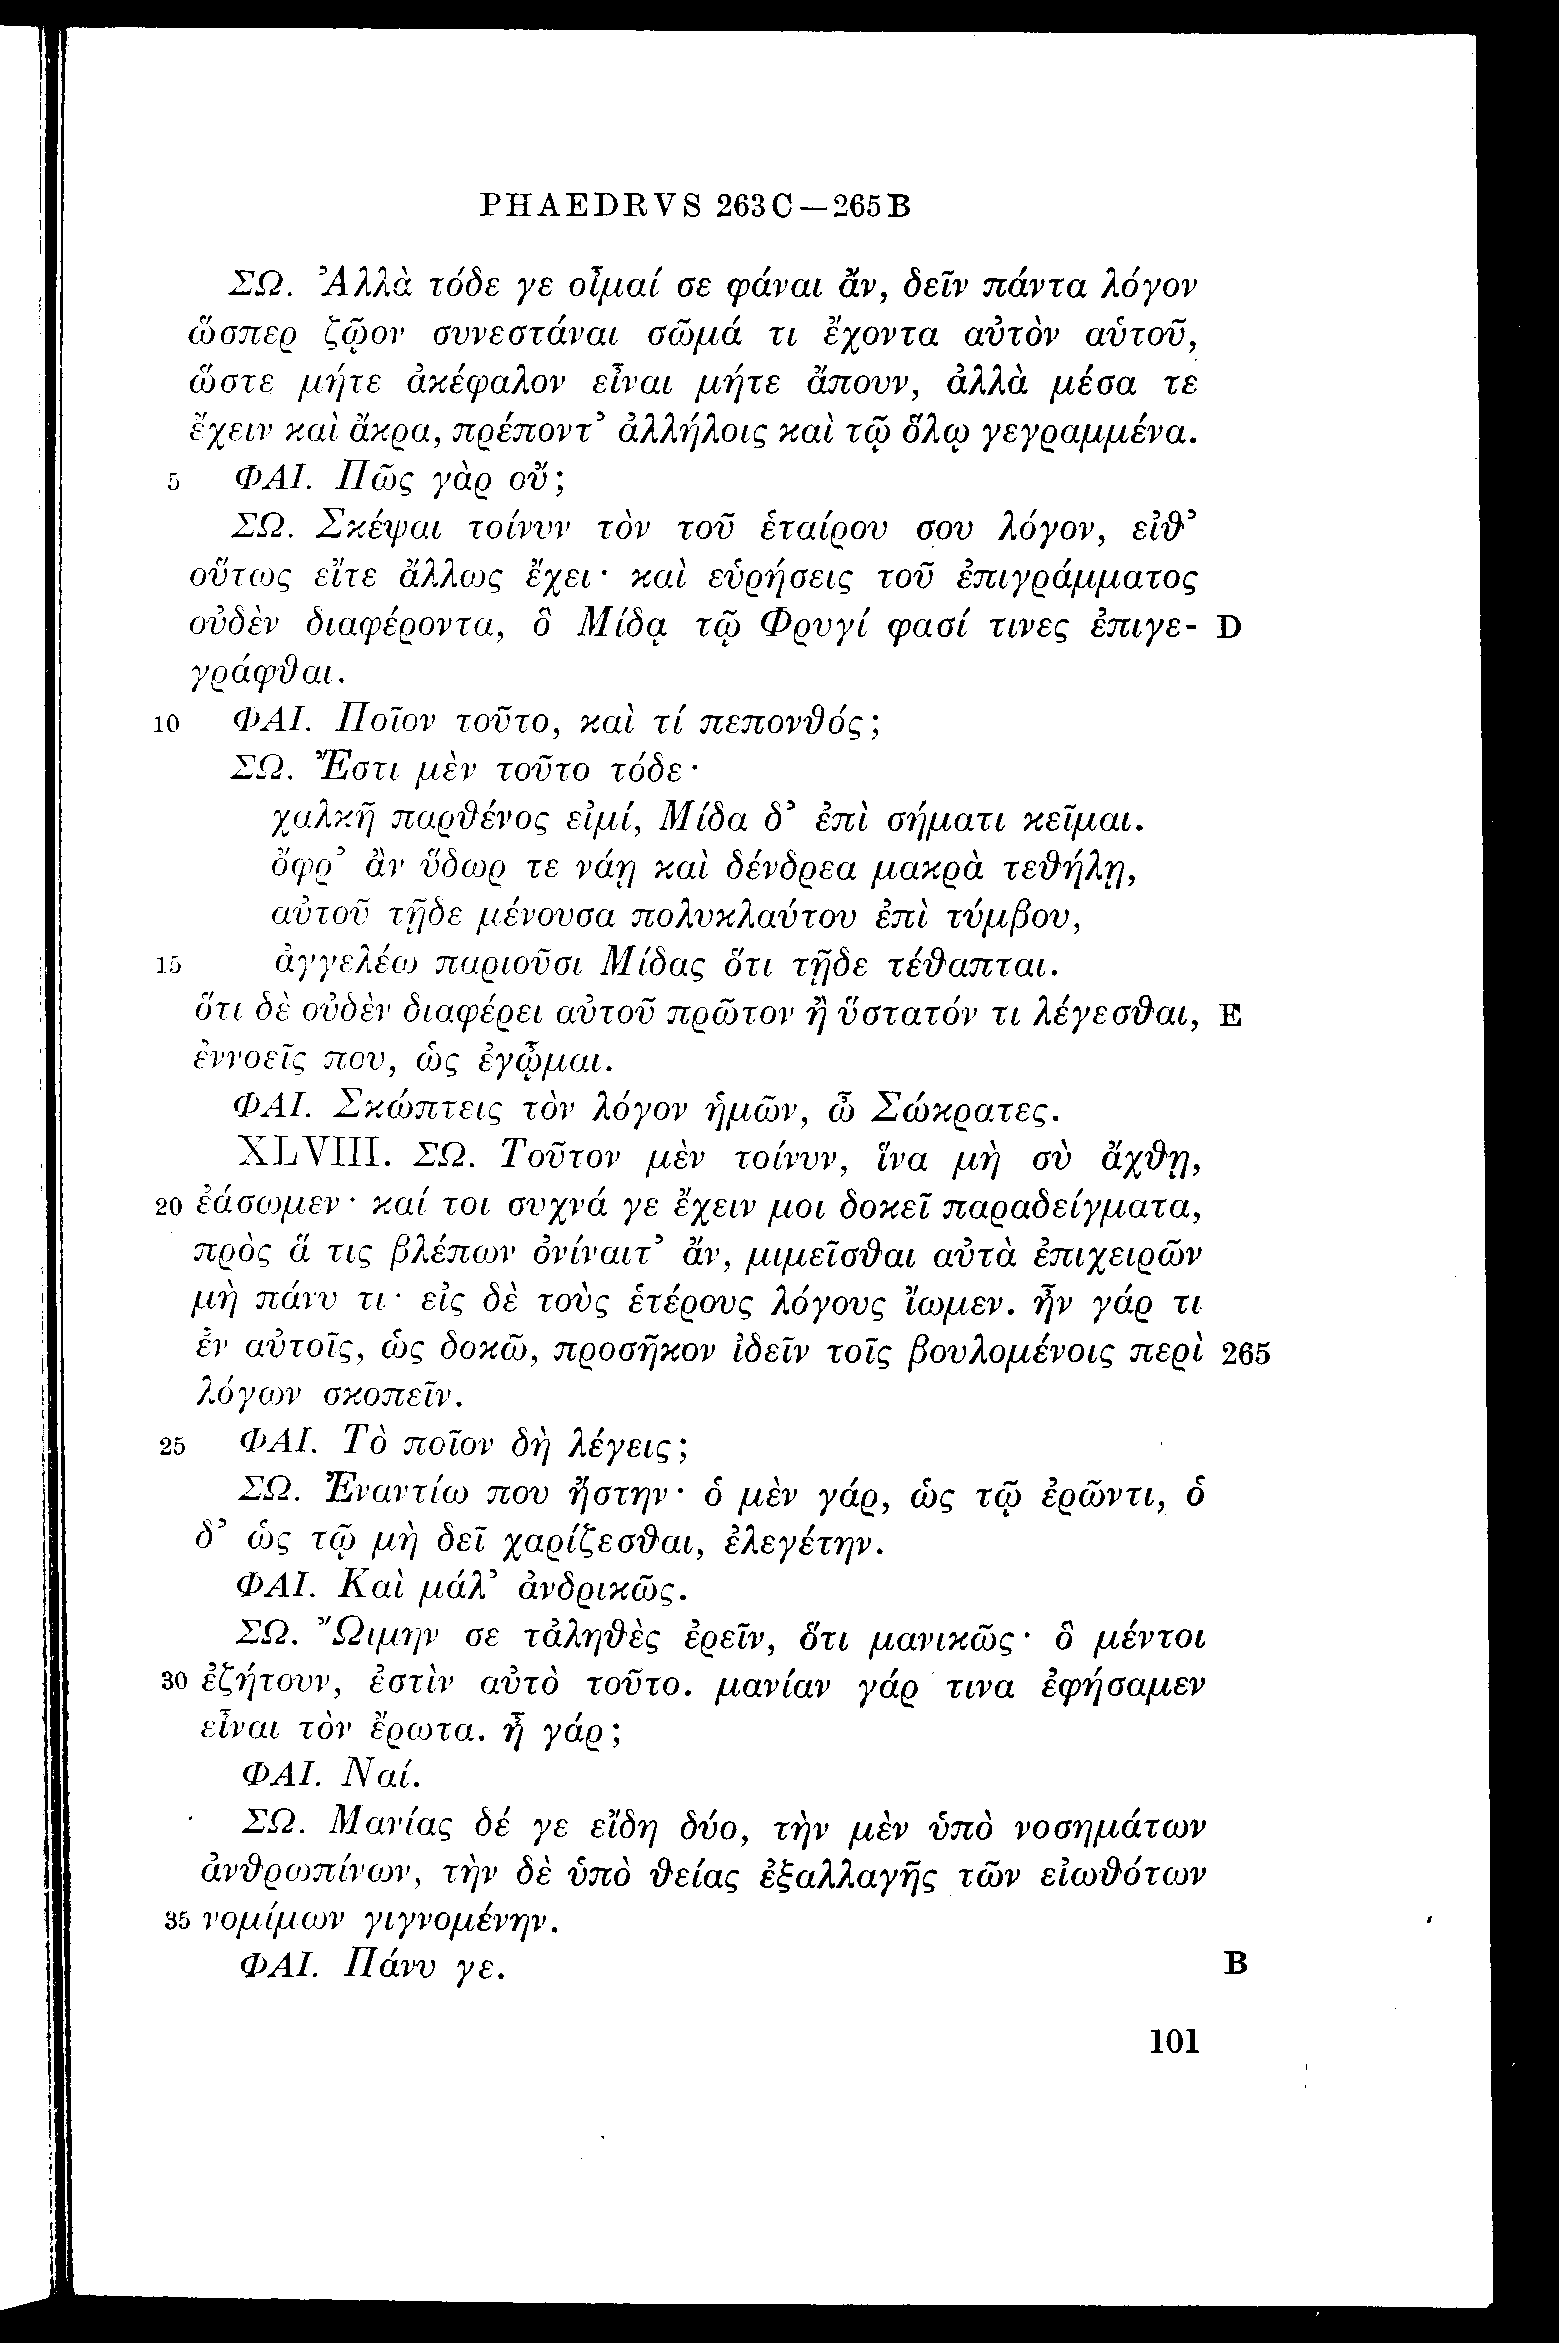 PHAEDRVS 263C—265B
ΣΩ. Ἀλλὰ τόδε γε οἶμαί σε φάναι ἄν, δεῖν πάντα λόγον
ὥσπερ ζῷον συνεστάναι σῶμά τι ἔχοντα αὐτὸν αὑτοῦ,
ὥστε μήτε ἀκέφαλον εἶναι μήτε ἄπουν, ἀλλὰ μέσα τε
ἔχειν καὶ ἄκρα, πρέποντ’ ἀλλήλοις καὶ τῷ ὅλῳ γεγραμμένα.
5 ΦΑΙ. Πῶς γὰρ οὔ;
ΣΩ. Σκέψαι τοίνυν τὸν τοῦ ἑταίρου σου λόγον, εἴθ’
οὕτως εἴτε ἄλλως ἔχει· καὶ εὑρήσεις τοῦ ἐπιγράμματος
οὐδὲν διαφέροντα, ὃ Μίδᾳ τῷ Φρυγί φασί τινες ἐπιγε- D
γράφθαι.
10 ΦΑΙ. Ποῖον τοῦτο, καὶ τί πεπονθός;
ΣΩ. Ἔστι μὲν τοῦτο τόδε·
χαλκῆ παρθένος εἰμί, Μίδα δ’ ἐπὶ σήματι κεῖμαι.
ὄφρ’ ἂν ὕδωρ τε νάῃ καὶ δένδρεα μακρὰ τεθήλῃ,
αὐτοῦ τῇδε μένουσα πολυκλαύτου ἐπὶ τύμβου,
15 ἀγγελέω παριοῦσι Μίδας ὅτι τῇδε τέθαπται.
ὅτι δὲ οὐδὲν διαφέρει αὐτοῦ πρῶτον ἢ ὕστατόν τι λέγεσθαι, E
ἐννοεῖς που, ὡς ἐγᾦμαι.
ΦΑΙ. Σκώπτεις τὸν λόγον ἡμῶν, ὦ Σώκρατες.
XLVIII. ΣΩ. Τοῦτον μὲν τοίνυν, ἵνα μὴ σὺ ἄχθῃ,
20 ἐάσωμεν· καί τοι συχνά γε ἔχειν μοι δοκεῖ παραδείγματα,
πρὸς ἅ τις βλέπων ὀνίναιτ’ ἄν, μιμεῖσθαι αὐτὰ ἐπιχειρῶν
μὴ πάνυ τι· εἰς δὲ τοὺς ἑτέρους λόγους ἴωμεν. ἦν γάρ τι
ἐν αὐτοῖς, ὡς δοκῶ, προσῆκον ἰδεῖν τοῖς βουλομένοις περὶ 265
λόγων σκοπεῖν.
25 ΦΑΙ. Τὸ ποῖον δὴ λέγεις;
ΣΩ. Ἐναντίω που ἤστην· ὁ μὲν γάρ, ὡς τῷ ἐρῶντι, ὁ
δ’ ὡς τῷ μὴ δεῖ χαρίζεσθαι, ἐλεγέτην.
ΦΑΙ. Καὶ μάλ’ ἀνδρικῶς.
ΣΩ. Ὤιμην σε τἀληθὲς ἐρεῖν, ὅτι μανικῶς· ὃ μέντοι
30 ἐζήτουν, ἐστὶν αὐτὸ τοῦτο. μανίαν γάρ τινα ἐφήσαμεν
εἶναι τὸν ἔρωτα. ἦ γάρ;
ΦΑΙ. Ναί.
ΣΩ. Μανίας δέ γε εἴδη δύο, τὴν μὲν ὑπὸ νοσημάτων
ἀνθρωπίνων, τὴν δὲ ὑπὸ θείας ἐξαλλαγῆς τῶν εἰωθότων
35 νομίμων γιγνομένην.
ΦΑΙ. Πάνυ γε. B
101